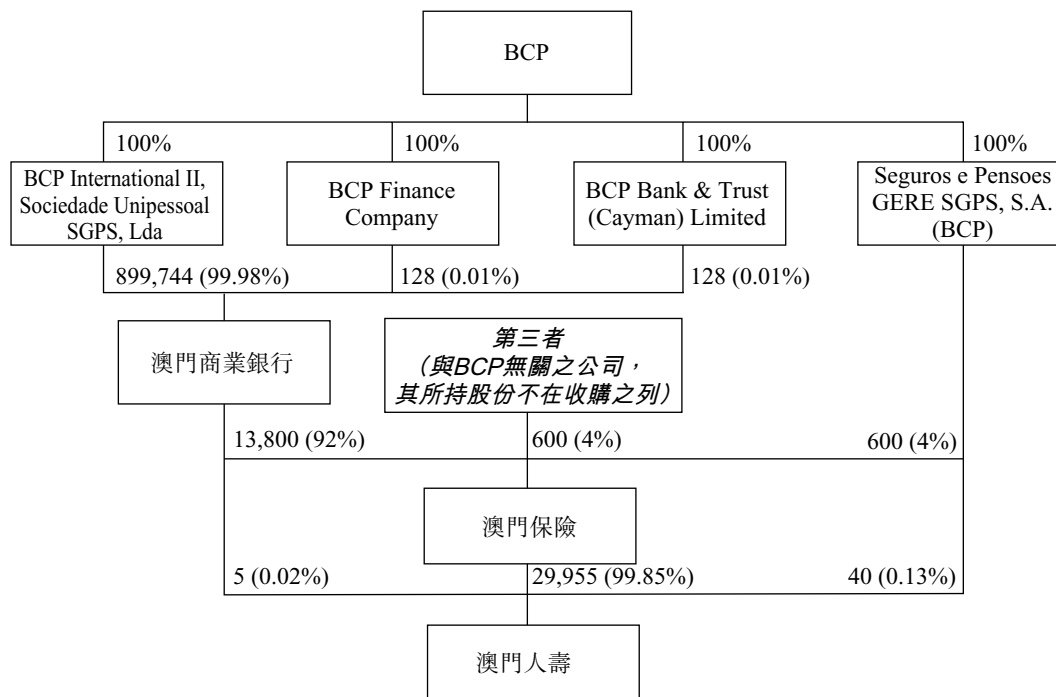 BCP
100%
100%
100%
100%
BCP International II,
Sociedade Unipessoal
SGPS, Lda
BCP Finance
Company
BCP Bank & Trust
(Cayman) Limited
Seguros e Pensoes
GERE SGPS, S.A.
(BCP)
899,744 (99.98%)
128 (0.01%)
128 (0.01%)
澳門商業銀行
第三者
(與BCP無關之公司,
其所持股份不在收購之列)
13,800 (92%)
600 (4%)
600 (4%)
澳門保險
5 (0.02%)
29,955 (99.85%)
40 (0.13%)
澳門人壽